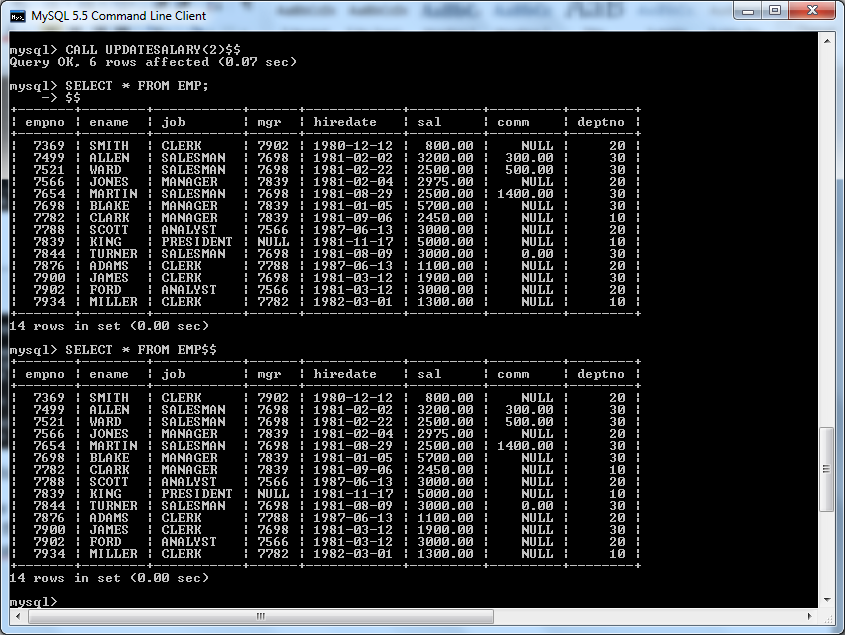 MySQL 5.5 Command Line Client
mysql> CALL UPDATESALARY(2)$$
Query OK, 6 rows affected (0.07 sec)
mysql> SELECT * FROM EMP;
    -> $$
+-------+--------+-----------+------+------------+---------+---------+--------+
| empno | ename  | job       | mgr  | hiredate   | sal     | comm    | deptno |
+-------+--------+-----------+------+------------+---------+---------+--------+
|  7369 | SMITH  | CLERK     | 7902 | 1980-12-12 |  800.00 |    NULL |     20 |
|  7499 | ALLEN  | SALESMAN  | 7698 | 1981-02-02 | 3200.00 |  300.00 |     30 |
|  7521 | WARD   | SALESMAN  | 7698 | 1981-02-22 | 2500.00 |  500.00 |     30 |
|  7566 | JONES  | MANAGER   | 7839 | 1981-02-04 | 2975.00 |    NULL |     20 |
|  7654 | MARTIN | SALESMAN  | 7698 | 1981-08-29 | 2500.00 | 1400.00 |     30 |
|  7698 | BLAKE  | MANAGER   | 7839 | 1981-01-05 | 5700.00 |    NULL |     30 |
|  7782 | CLARK  | MANAGER   | 7839 | 1981-09-06 | 2450.00 |    NULL |     10 |
|  7788 | SCOTT  | ANALYST   | 7566 | 1987-06-13 | 3000.00 |    NULL |     20 |
|  7839 | KING   | PRESIDENT | NULL | 1981-11-17 | 5000.00 |    NULL |     10 |
|  7844 | TURNER | SALESMAN  | 7698 | 1981-08-09 | 3000.00 |    0.00 |     30 |
|  7876 | ADAMS  | CLERK     | 7788 | 1987-06-13 | 1100.00 |    NULL |     20 |
|  7900 | JAMES  | CLERK     | 7698 | 1981-03-12 | 1900.00 |    NULL |     30 |
|  7902 | FORD   | ANALYST   | 7566 | 1981-03-12 | 3000.00 |    NULL |     20 |
|  7934 | MILLER | CLERK     | 7782 | 1982-03-01 | 1300.00 |    NULL |     10 |
+-------+--------+-----------+------+------------+---------+---------+--------+
14 rows in set (0.00 sec)
mysql> SELECT * FROM EMP$$
+-------+--------+-----------+------+------------+---------+---------+--------+
| empno | ename  | job       | mgr  | hiredate   | sal     | comm    | deptno |
+-------+--------+-----------+------+------------+---------+---------+--------+
|  7369 | SMITH  | CLERK     | 7902 | 1980-12-12 |  800.00 |    NULL |     20 |
|  7499 | ALLEN  | SALESMAN  | 7698 | 1981-02-02 | 3200.00 |  300.00 |     30 |
|  7521 | WARD   | SALESMAN  | 7698 | 1981-02-22 | 2500.00 |  500.00 |     30 |
|  7566 | JONES  | MANAGER   | 7839 | 1981-02-04 | 2975.00 |    NULL |     20 |
|  7654 | MARTIN | SALESMAN  | 7698 | 1981-08-29 | 2500.00 | 1400.00 |     30 |
|  7698 | BLAKE  | MANAGER   | 7839 | 1981-01-05 | 5700.00 |    NULL |     30 |
|  7782 | CLARK  | MANAGER   | 7839 | 1981-09-06 | 2450.00 |    NULL |     10 |
|  7788 | SCOTT  | ANALYST   | 7566 | 1987-06-13 | 3000.00 |    NULL |     20 |
|  7839 | KING   | PRESIDENT | NULL | 1981-11-17 | 5000.00 |    NULL |     10 |
|  7844 | TURNER | SALESMAN  | 7698 | 1981-08-09 | 3000.00 |    0.00 |     30 |
|  7876 | ADAMS  | CLERK     | 7788 | 1987-06-13 | 1100.00 |    NULL |     20 |
|  7900 | JAMES  | CLERK     | 7698 | 1981-03-12 | 1900.00 |    NULL |     30 |
|  7902 | FORD   | ANALYST   | 7566 | 1981-03-12 | 3000.00 |    NULL |     20 |
|  7934 | MILLER | CLERK     | 7782 | 1982-03-01 | 1300.00 |    NULL |     10 |
+-------+--------+-----------+------+------------+---------+---------+--------+
14 rows in set (0.00 sec)
mysql>